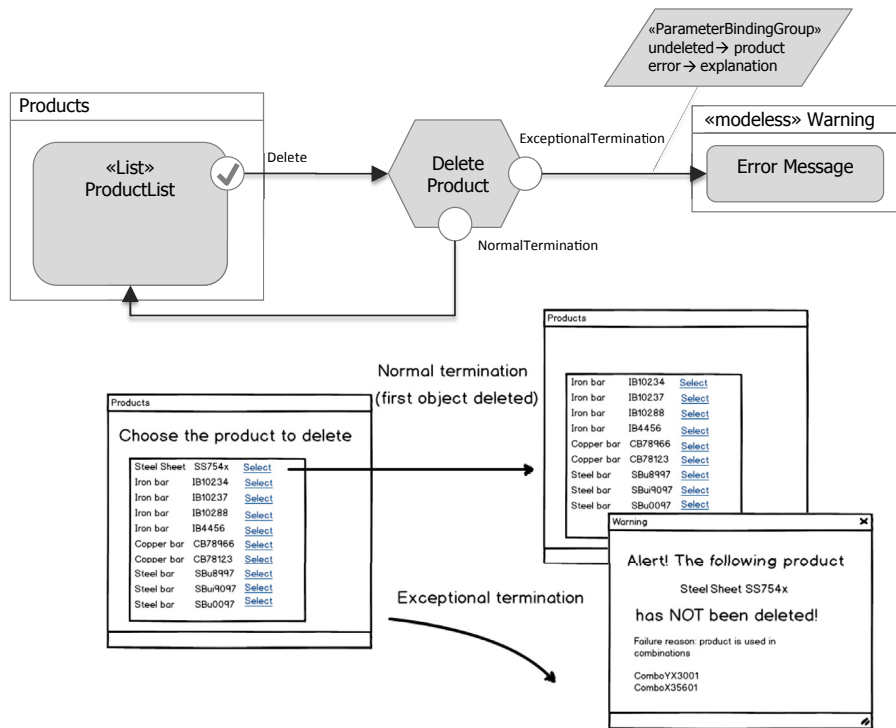 «ParameterBindingGroup»
undeleted→ product
error→ explanation
Products
«modeless» Warning
ExceptionalTermination
«List»
ProductList
Delete
Delete
Product
Error Message
NormalTermination
Products
Normal termination
(first object deleted)
Iron bar IB10234 Select
Iron bar IB10237 Select
Iron bar IB10288 Select
Iron bar IB4456 Select
Copper bar CB78966 Select
Copper bar CB78123 Select
Steel bar SBu8997 Select
Steel bar SBui9097 Select
Steel bar SBu0097 Select
Products
Choose the product to delete
Steel Sheet SS754x Select
Iron bar IB10234 Select
Iron bar IB10237 Select
Iron bar IB10288 Select
Iron bar IB4456 Select
Copper bar CB78966 Select
Copper bar CB78123 Select
Steel bar SBu8997 Select
Steel bar SBui9097 Select
Steel bar SBu0097 Select
Exceptional termination
Warning
Alert! The following product
Steel Sheet SS754x
has NOT been deleted!
Failure reason: product is used in
combinations
ComboYX3001
ComboX35601